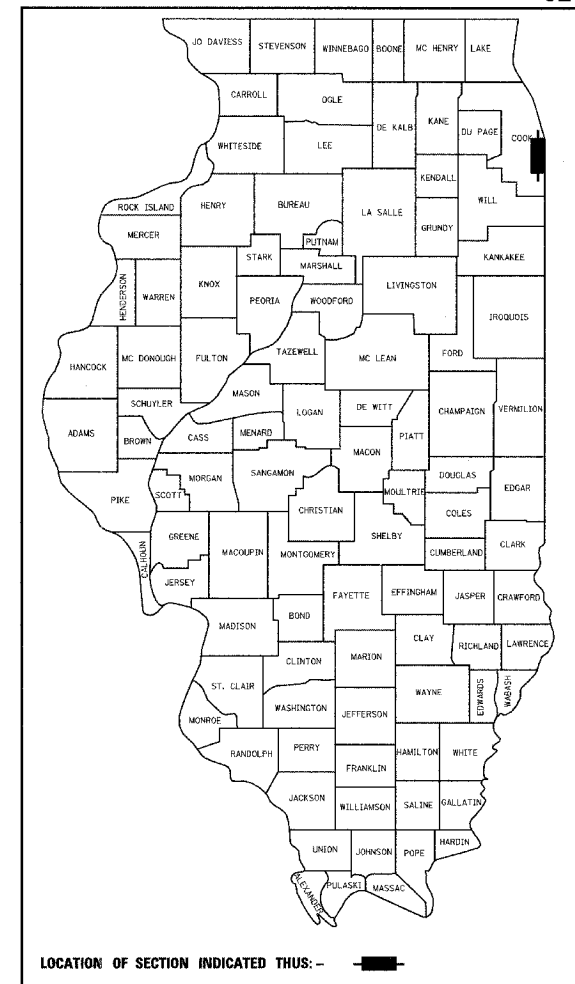 JO DAVIESS STEVENSON WINNEBAGO BOONE MC HENRY LAKE
CARROLL OGLE DE KALB KANE DU PAGE COOK
WHITESIDE LEE
KENDALL WILL
ROCK ISLAND HENRY BUREAU LA SALLE
MERCER PUTNAM GRUNDY
STARK MARSHALL KANKAKEE
HENDERSON WARREN KNOX PEORIA WOODFORD LIVINGSTON IROQUOIS
HANCOCK MC DONOUGH FULTON TAZEWELL MC LEAN FORD
SCHUYLER MASON LOGAN DE WITT CHAMPAIGN VERMILION
ADAMS BROWN CASS MENARD MACON PIATT
PIKE SCOTT MORGAN SANGAMON MOULTRIE DOUGLAS EDGAR
CHRISTIAN COLES
GREENE MACOUPIN MONTGOMERY SHELBY CUMBERLAND CLARK
CALHOUN JERSEY
FAYETTE EFFINGHAM JASPER CRAWFORD
MADISON BOND
CLAY RICHLAND LAWRENCE
CLINTON MARION
ST. CLAIR WAYNE EDWARDS WABASH
WASHINGTON JEFFERSON
MONROE
RANDOLPH PERRY HAMILTON WHITE
FRANKLIN
JACKSON WILLIAMSON SALINE GALLATIN
UNION JOHNSON POPE HARDIN
ALEXANDER PULASKI MASSAC
LOCATION OF SECTION INDICATED THUS: –